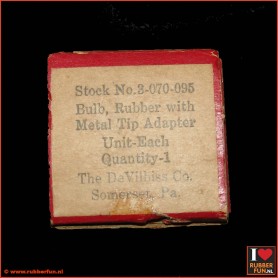 Stock No.3-070-095
Bulb, Rubber with
Metal Tip Adapter
Unit-Each
Quantity-1
The DeVilbiss Co.
Somerset, Pa.
© www.rubberfun.nl
I ♥
RUBBER
FUN.NL